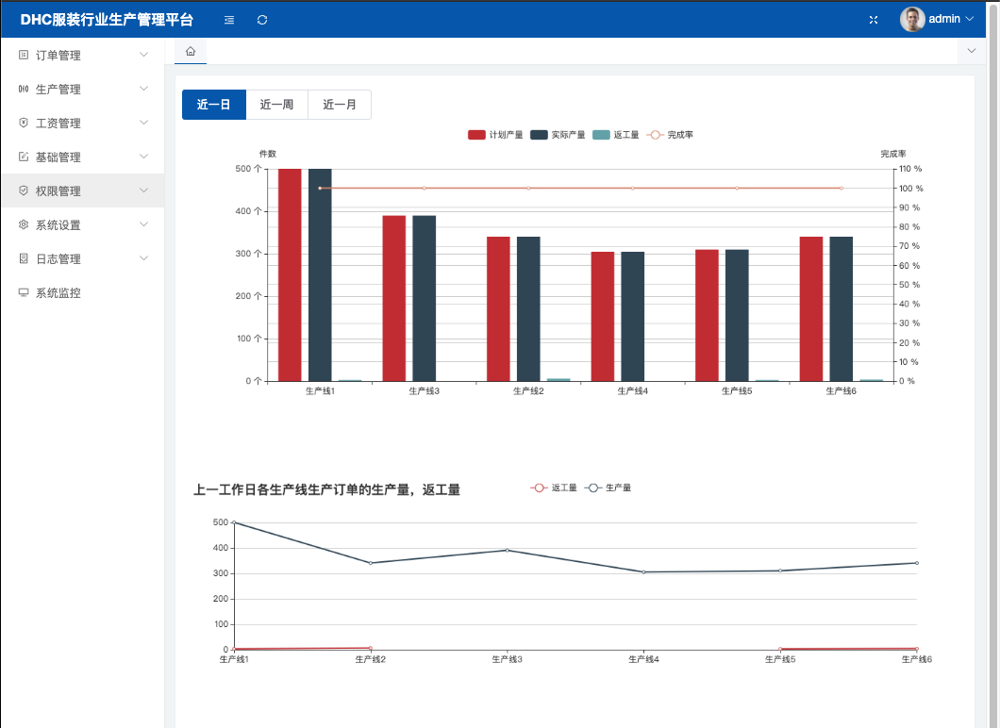 DHC服装行业生产管理平台
admin
订单管理
生产管理
工资管理
基础管理
权限管理
系统设置
日志管理
系统监控
近一日 近一周 近一月
计划产量 实际产量 返工量 完成率
件数 完成率
500 个 110 %
100 %
400 个 90 %
80 %
300 个 70 %
60 %
200 个 50 %
40 %
100 个 30 %
20 %
10 %
0 个 0 %
生产线1 生产线3 生产线2 生产线4 生产线5 生产线6
上一工作日各生产线生产订单的生产量，返工量 返工量 生产量
500
400
300
200
100
0
生产线1 生产线2 生产线3 生产线4 生产线5 生产线6